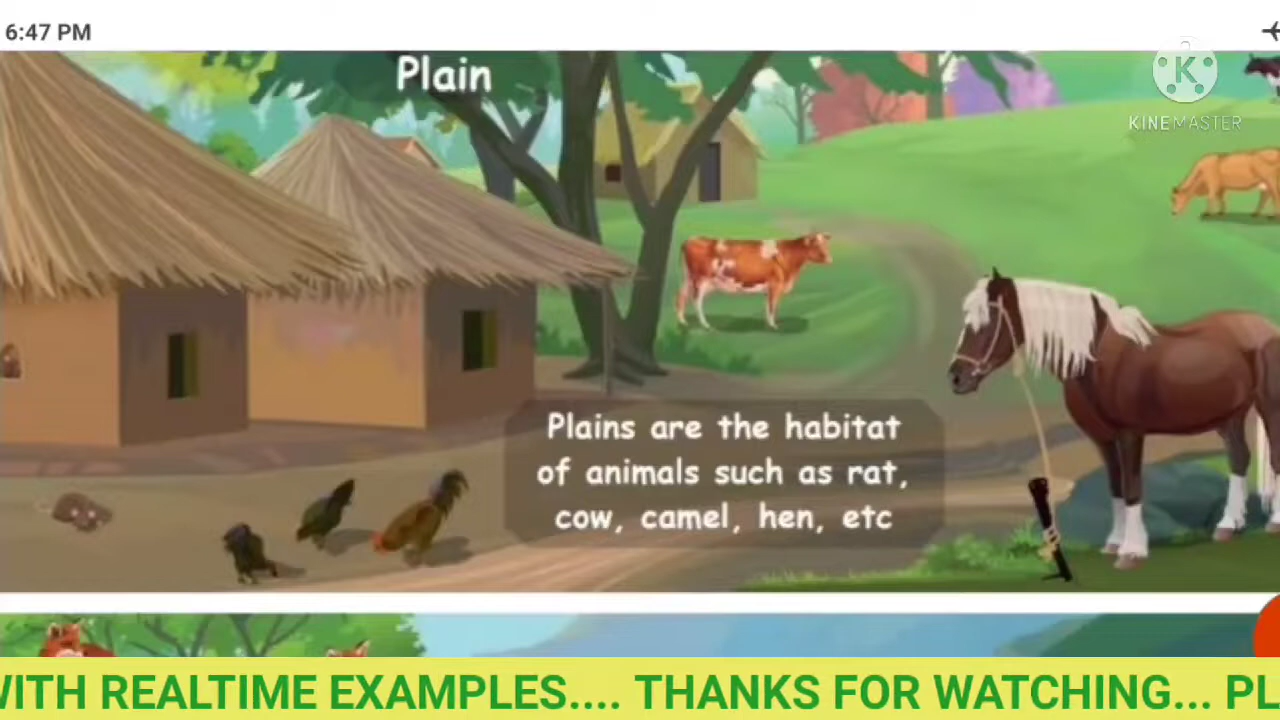 6:47 PM
Plain
KINEMASTER
Plains are the habitat
of animals such as rat,
cow, camel, hen, etc
WITH REALTIME EXAMPLES.... THANKS FOR WATCHING... PL